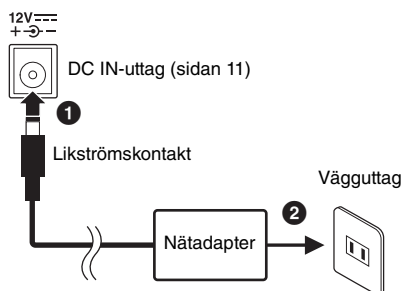 12V
+ -
DC IN-uttag (sidan 11)
1
Likströmskontakt
Vägguttag
2
Nätadapter